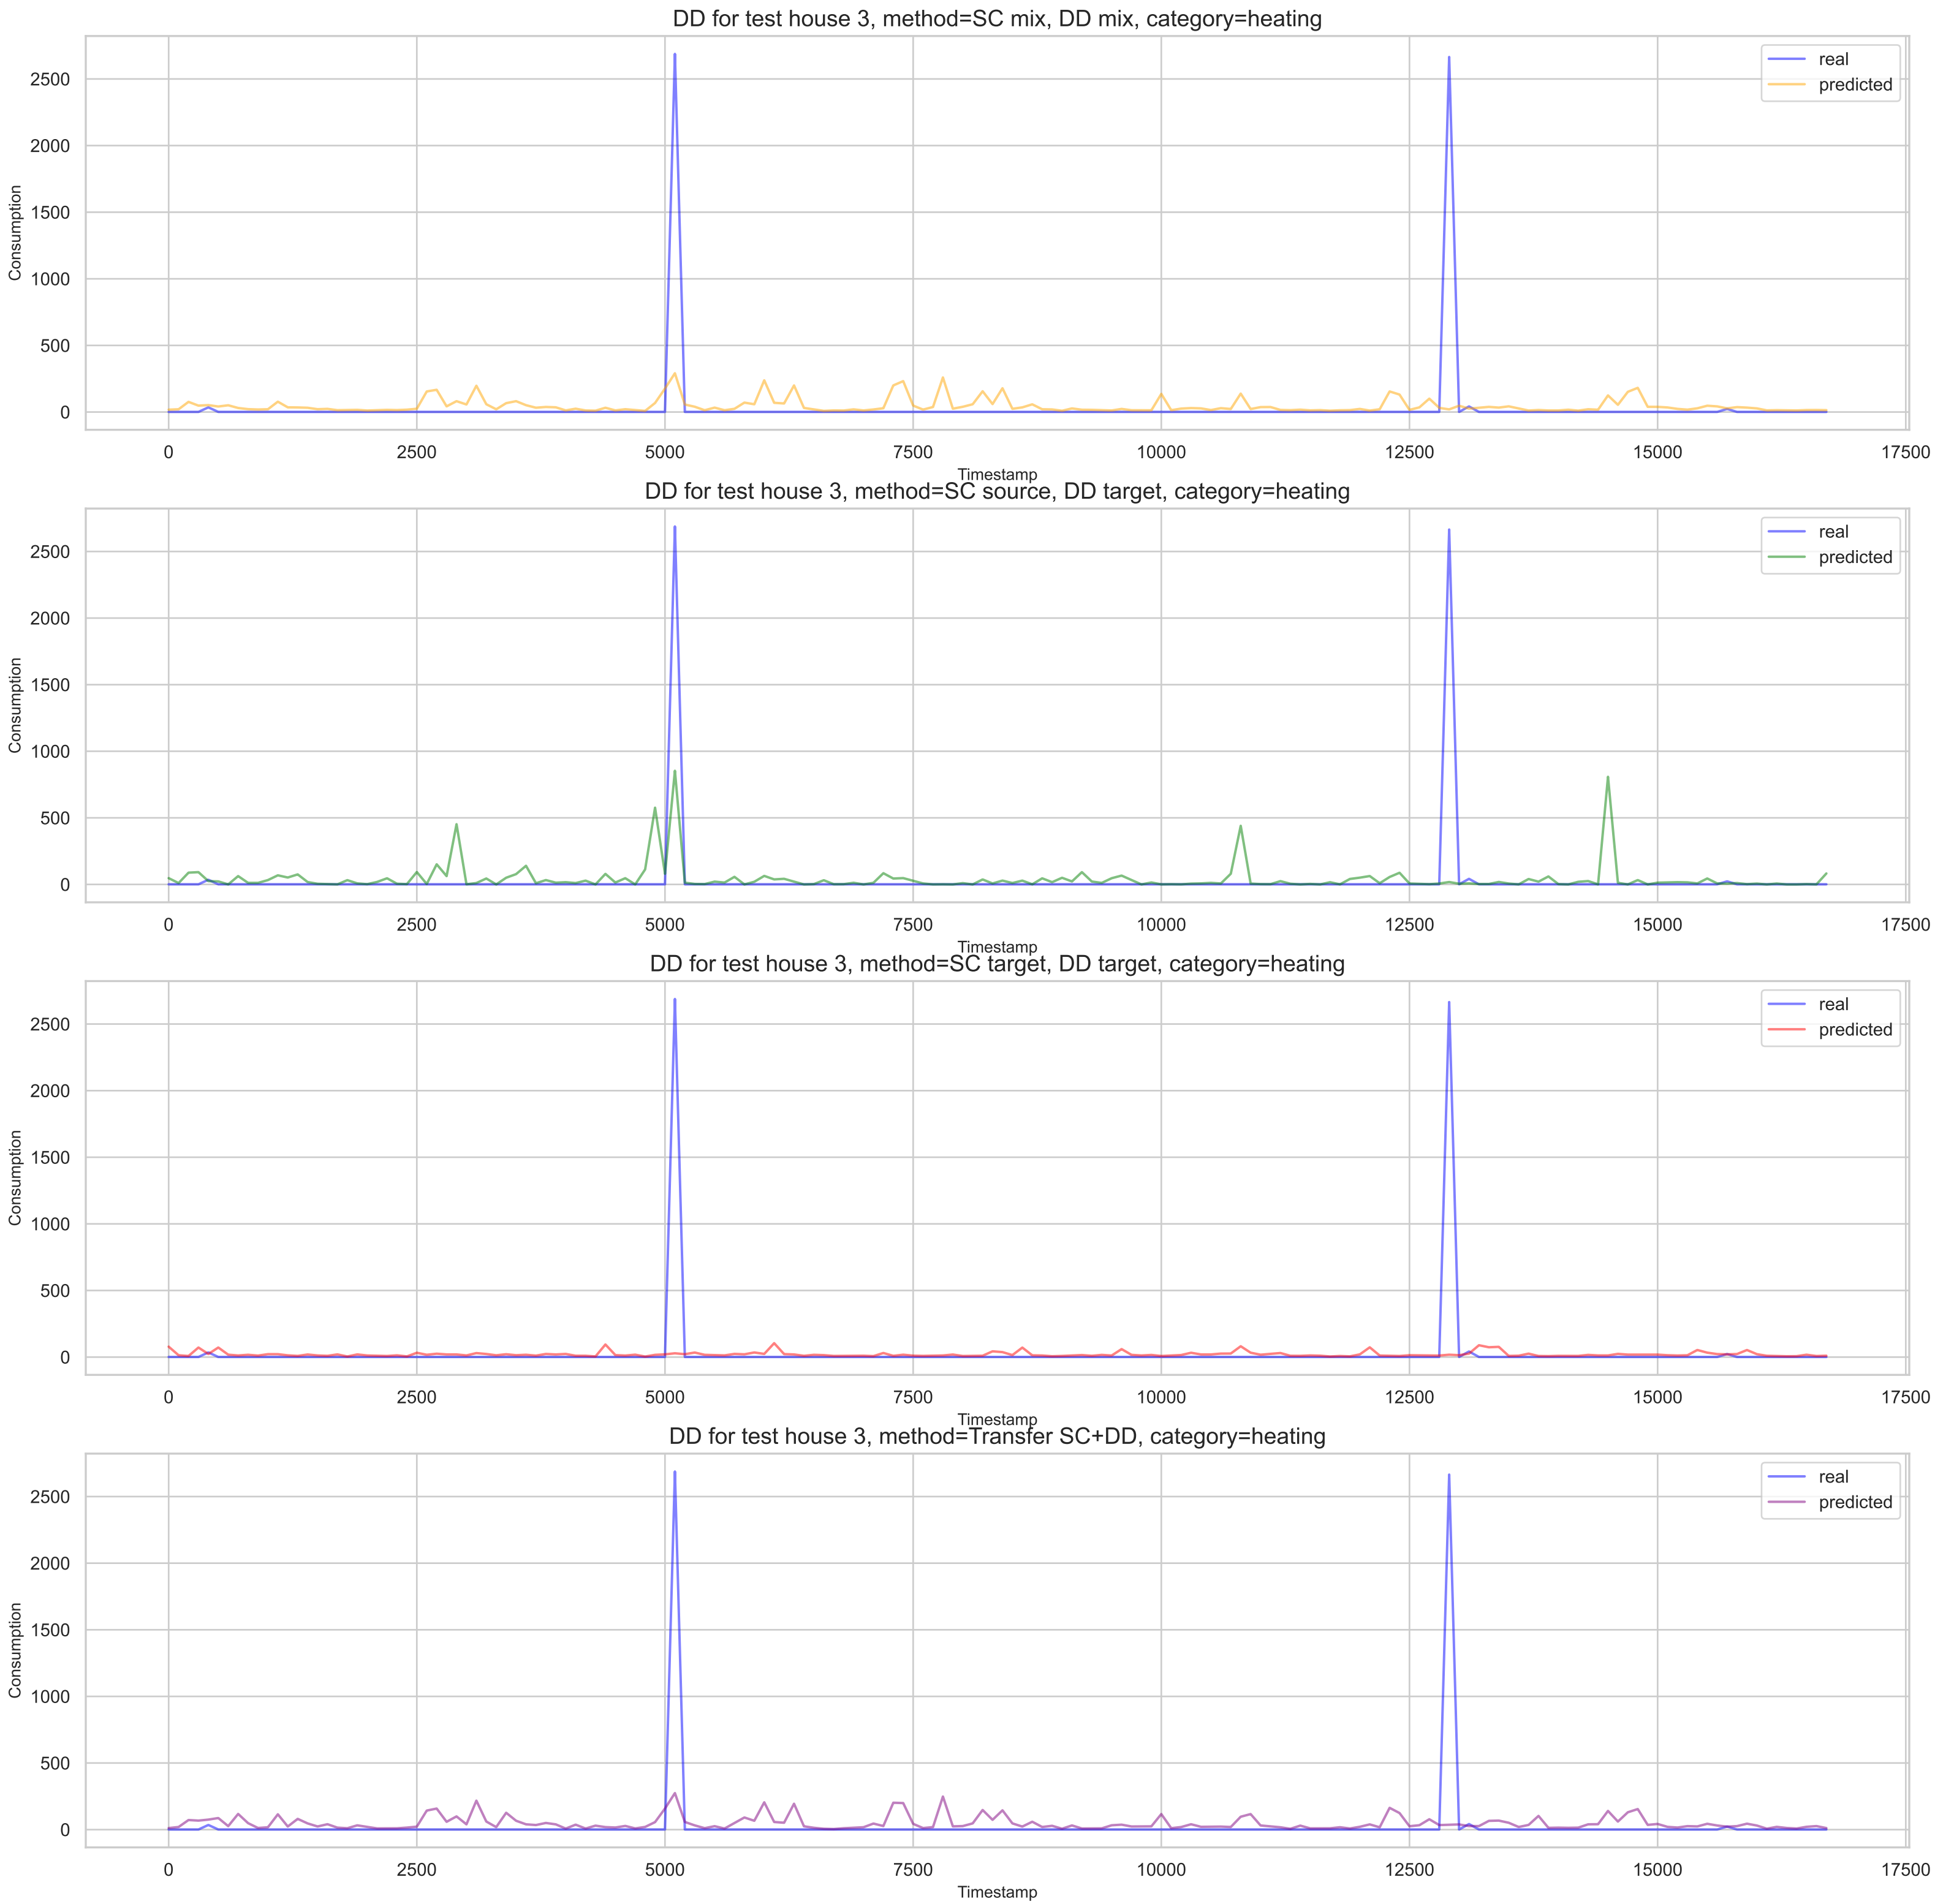 DD for test house 3, method=SC mix, DD mix, category=heating
real
predicted
2500
2000
1500
1000
500
0
Consumption
0 2500 5000 7500 10000 12500 15000 17500
Timestamp
DD for test house 3, method=SC source, DD target, category=heating
real
predicted
2500
2000
1500
1000
500
0
Consumption
0 2500 5000 7500 10000 12500 15000 17500
Timestamp
DD for test house 3, method=SC target, DD target, category=heating
real
predicted
2500
2000
1500
1000
500
0
Consumption
0 2500 5000 7500 10000 12500 15000 17500
Timestamp
DD for test house 3, method=Transfer SC+DD, category=heating
real
predicted
2500
2000
1500
1000
500
0
Consumption
0 2500 5000 7500 10000 12500 15000 17500
Timestamp